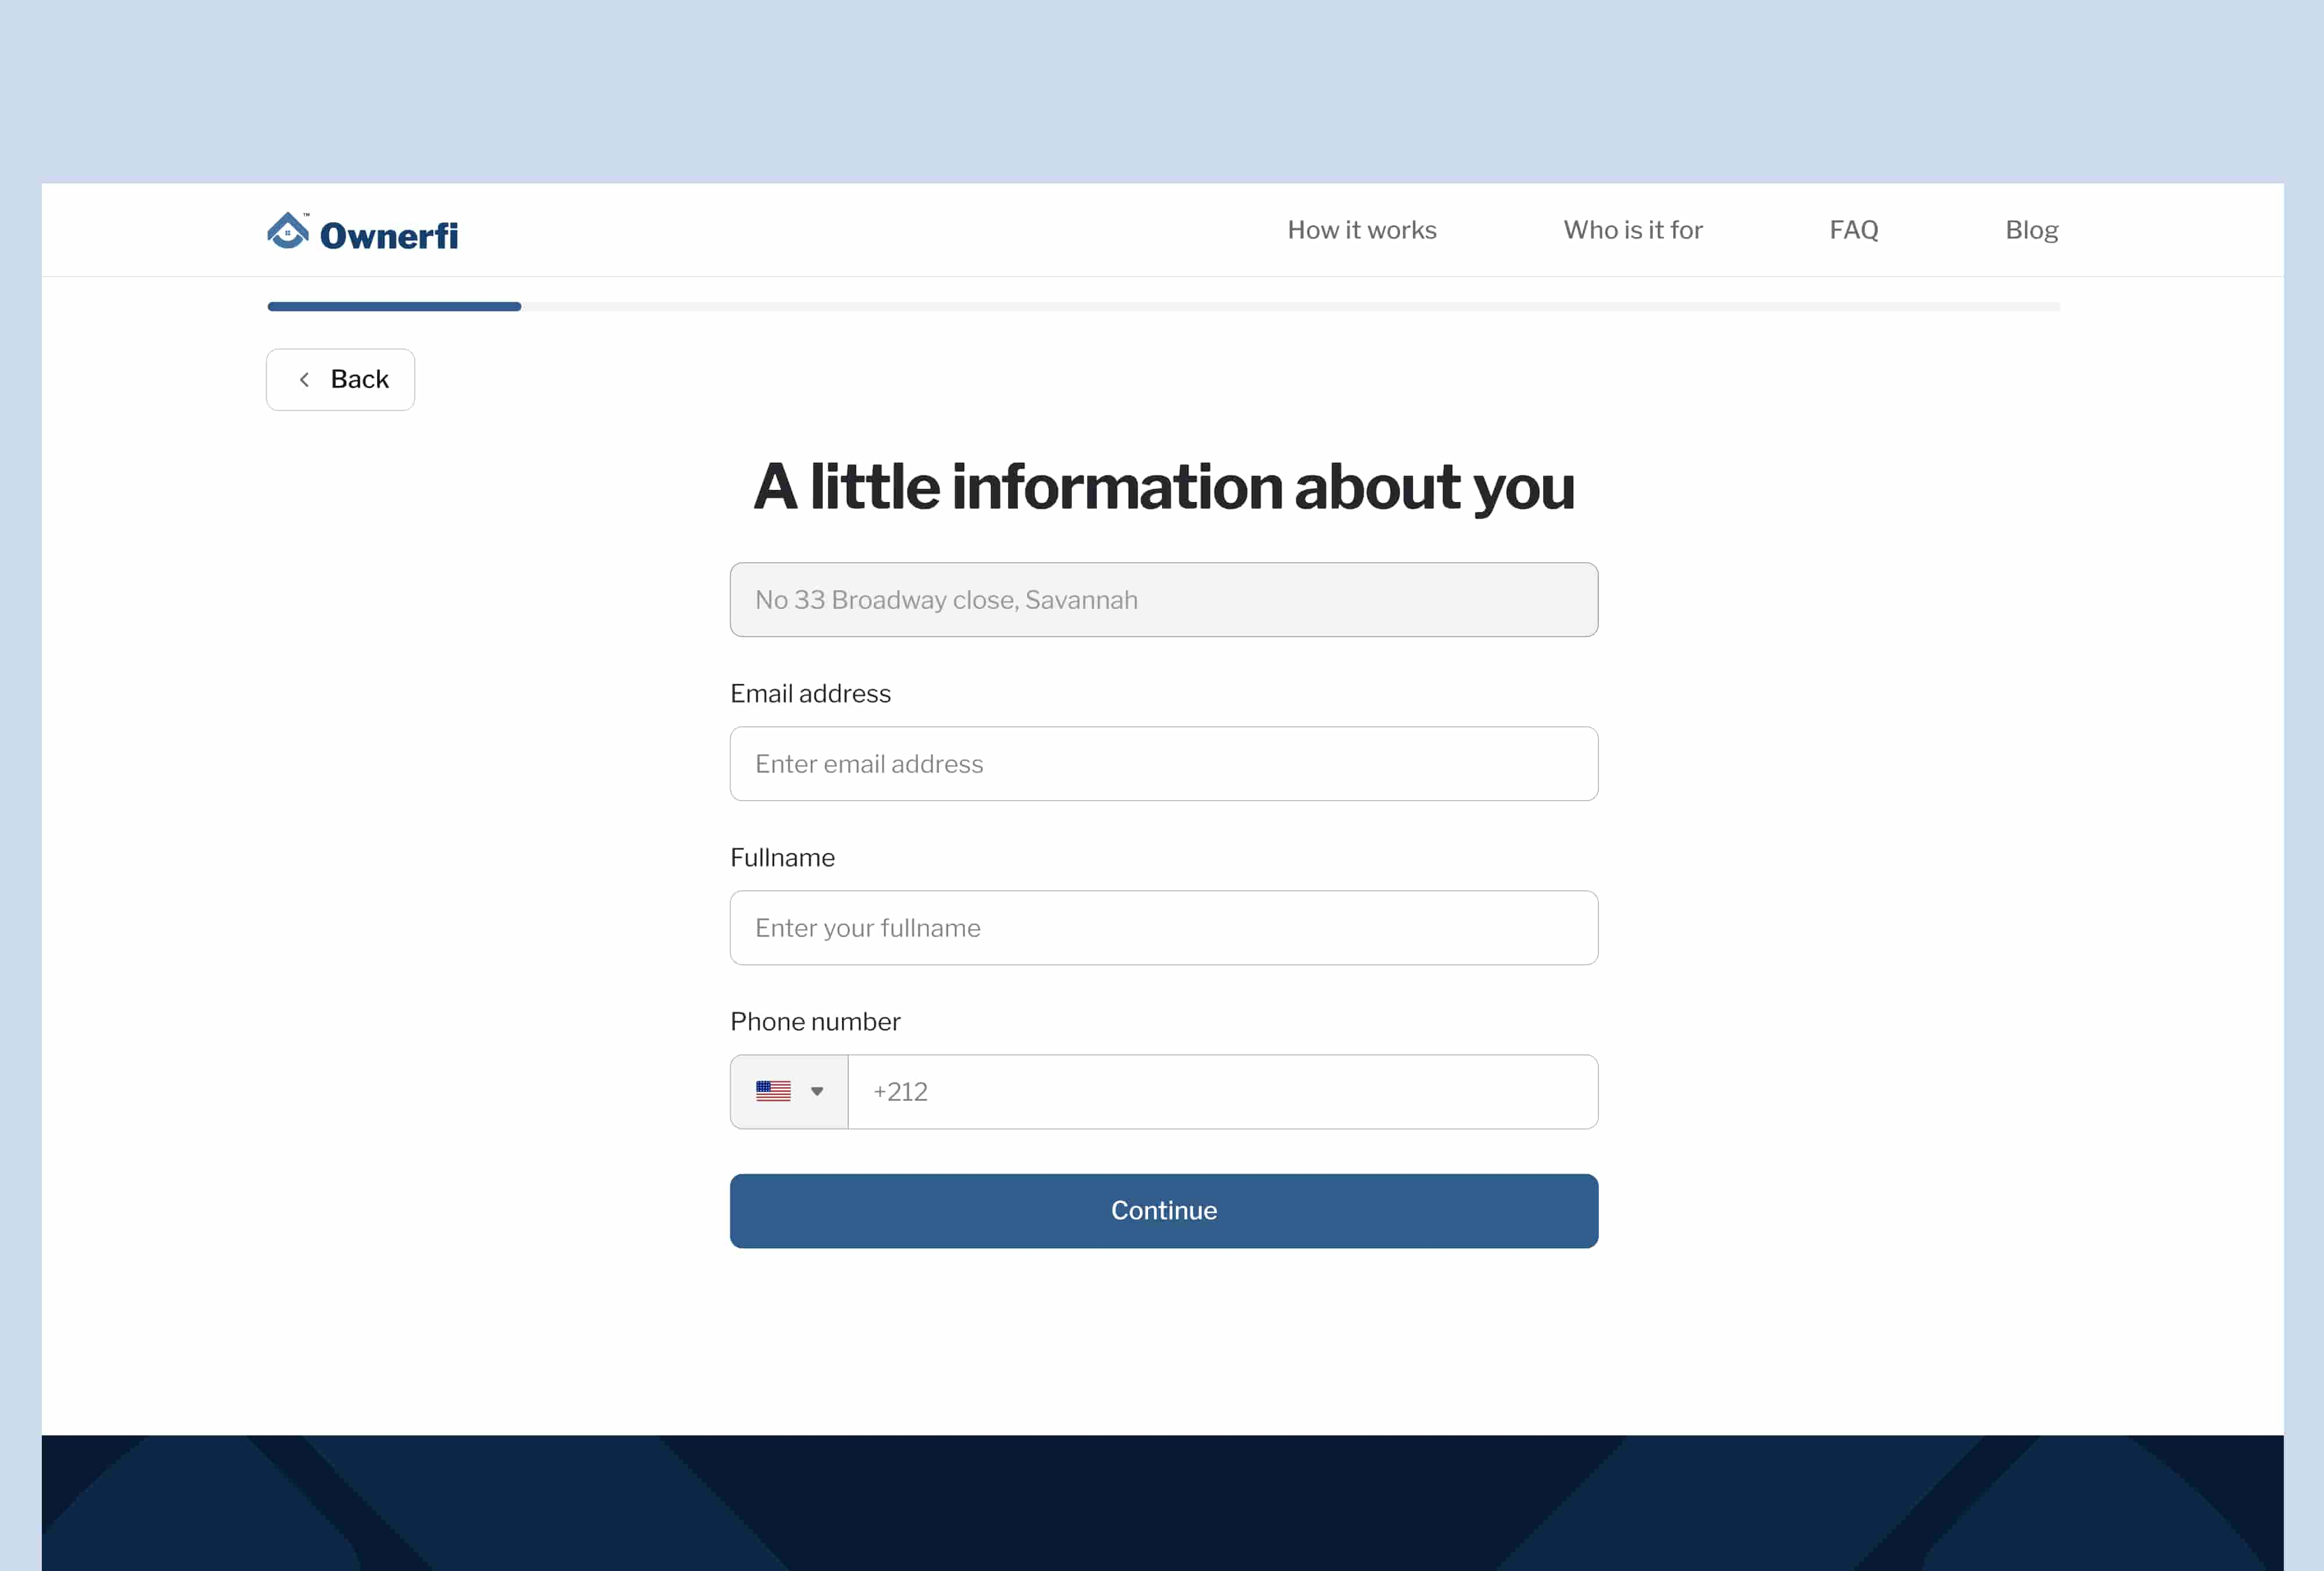 ™
Ownerfi
How it works
Who is it for
FAQ
Blog
Back
A little information about you
No 33 Broadway close, Savannah
Email address
Enter email address
Fullname
Enter your fullname
Phone number
+212
Continue